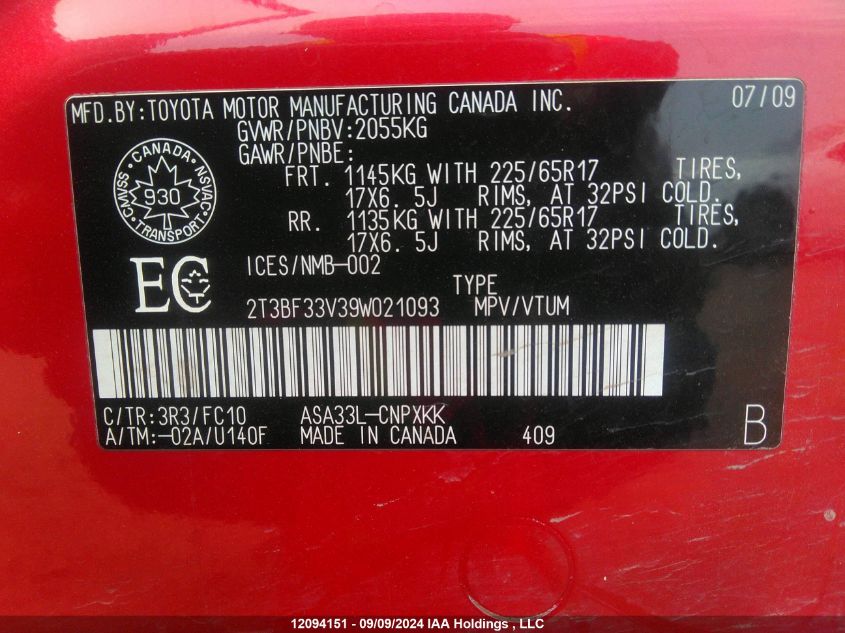 MFD.BY:TOYOTA MOTOR MANUFACTURING CANADA INC. 07/09
GVWR/PNBV:2055KG
GAWR/PNBE:
FRT. 1145KG WITH 225/65R17 TIRES,
17X6. 5J RIMS, AT 32PSI COLD.
RR. 1135KG WITH 225/65R17 TIRES,
17X6. 5J RIMS, AT 32PSI COLD.
CANADA
CMVSS 930 NSVAC
TRANSPORT
EC
ICES/NMB-002
TYPE
2T3BF33V39W021093 MPV/VTUM
C/TR:3R3/FC10 ASA33L-CNPXKK
A/TM:-02A/U140F MADE IN CANADA 409 B
12094151 - 09/09/2024 IAA Holdings , LLC